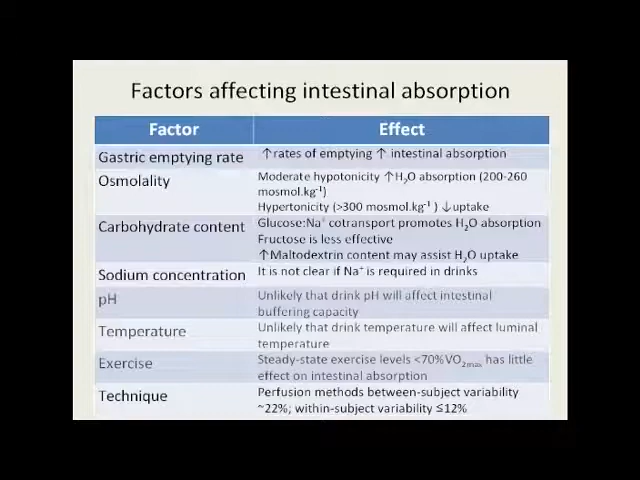 Factors affecting intestinal absorption
Factor Effect
Gastric emptying rate ↑rates of emptying ↑ intestinal absorption
Osmolality Moderate hypotonicity ↑H₂O absorption (200-260
mosmol.kg⁻¹)
Hypertonicity (>300 mosmol.kg⁻¹ ) ↓uptake
Carbohydrate content Glucose:Na⁺ cotransport promotes H₂O absorption
Fructose is less effective
↑Maltodextrin content may assist H₂O uptake
Sodium concentration It is not clear if Na⁺ is required in drinks
pH Unlikely that drink pH will affect intestinal
buffering capacity
Temperature Unlikely that drink temperature will affect luminal
temperature
Exercise Steady-state exercise levels <70%VO₂ₘₐₓ has little
effect on intestinal absorption
Technique Perfusion methods between-subject variability
~22%; within-subject variability ≤12%